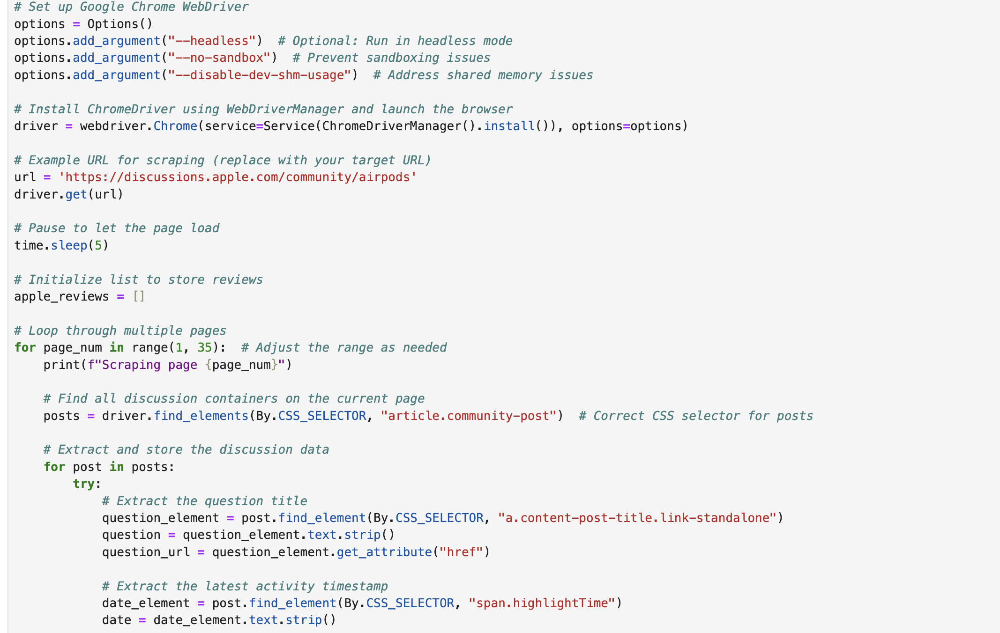 # Set up Google Chrome WebDriver
options = Options()
options.add_argument("--headless")  # Optional: Run in headless mode
options.add_argument("--no-sandbox")  # Prevent sandboxing issues
options.add_argument("--disable-dev-shm-usage")  # Address shared memory issues

# Install ChromeDriver using WebDriverManager and launch the browser
driver = webdriver.Chrome(service=Service(ChromeDriverManager().install()), options=options)

# Example URL for scraping (replace with your target URL)
url = 'https://discussions.apple.com/community/airpods'
driver.get(url)

# Pause to let the page load
time.sleep(5)

# Initialize list to store reviews
apple_reviews = []

# Loop through multiple pages
for page_num in range(1, 35):  # Adjust the range as needed
    print(f"Scraping page {page_num}")

    # Find all discussion containers on the current page
    posts = driver.find_elements(By.CSS_SELECTOR, "article.community-post")  # Correct CSS selector for posts

    # Extract and store the discussion data
    for post in posts:
        try:
            # Extract the question title
            question_element = post.find_element(By.CSS_SELECTOR, "a.content-post-title.link-standalone")
            question = question_element.text.strip()
            question_url = question_element.get_attribute("href")

            # Extract the latest activity timestamp
            date_element = post.find_element(By.CSS_SELECTOR, "span.highlightTime")
            date = date_element.text.strip()